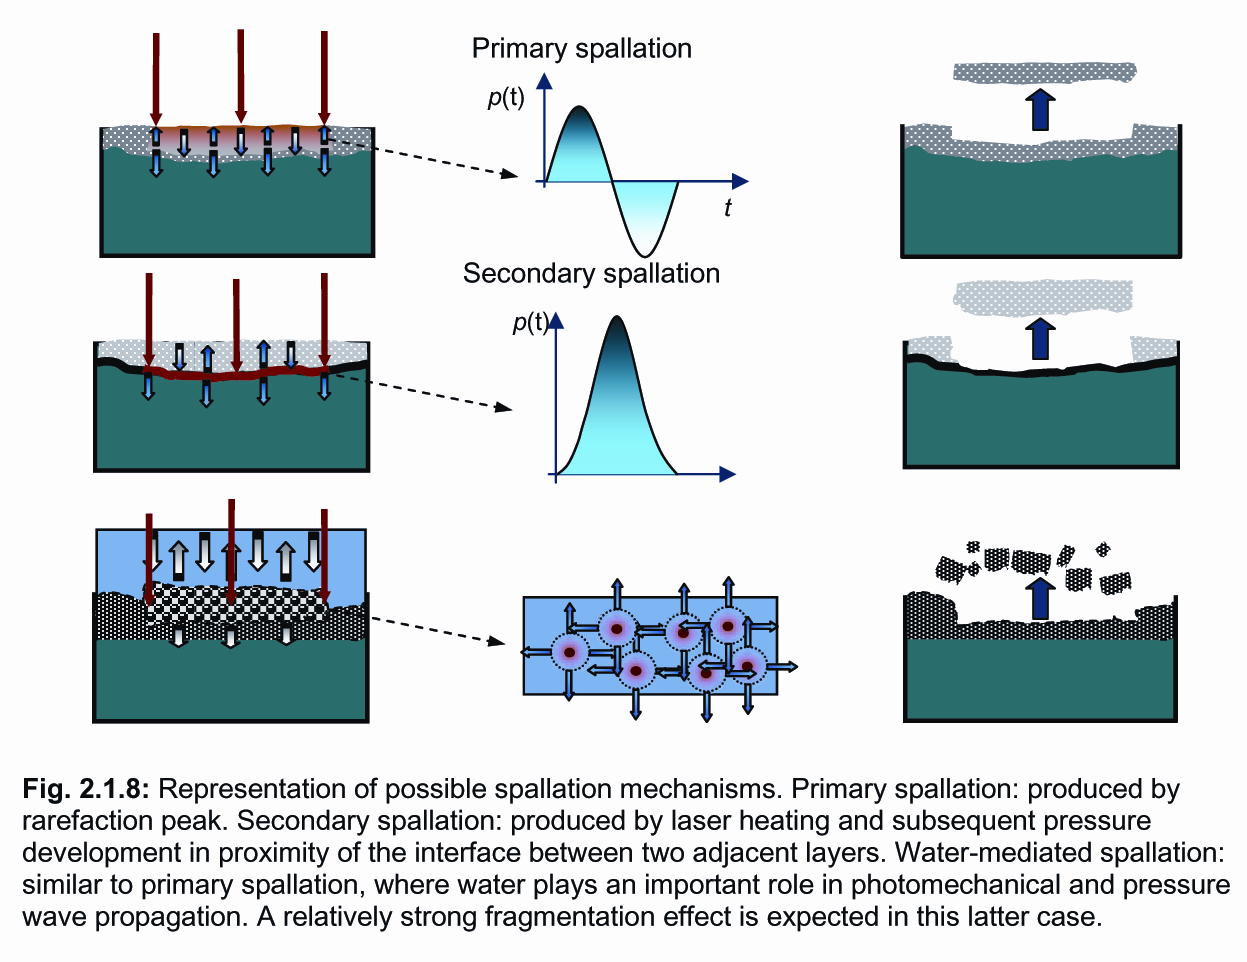 Primary spallation
p(t)
t
Secondary spallation
p(t)
Fig. 2.1.8: Representation of possible spallation mechanisms. Primary spallation: produced by
rarefaction peak. Secondary spallation: produced by laser heating and subsequent pressure
development in proximity of the interface between two adjacent layers. Water-mediated spallation:
similar to primary spallation, where water plays an important role in photomechanical and pressure
wave propagation. A relatively strong fragmentation effect is expected in this latter case.